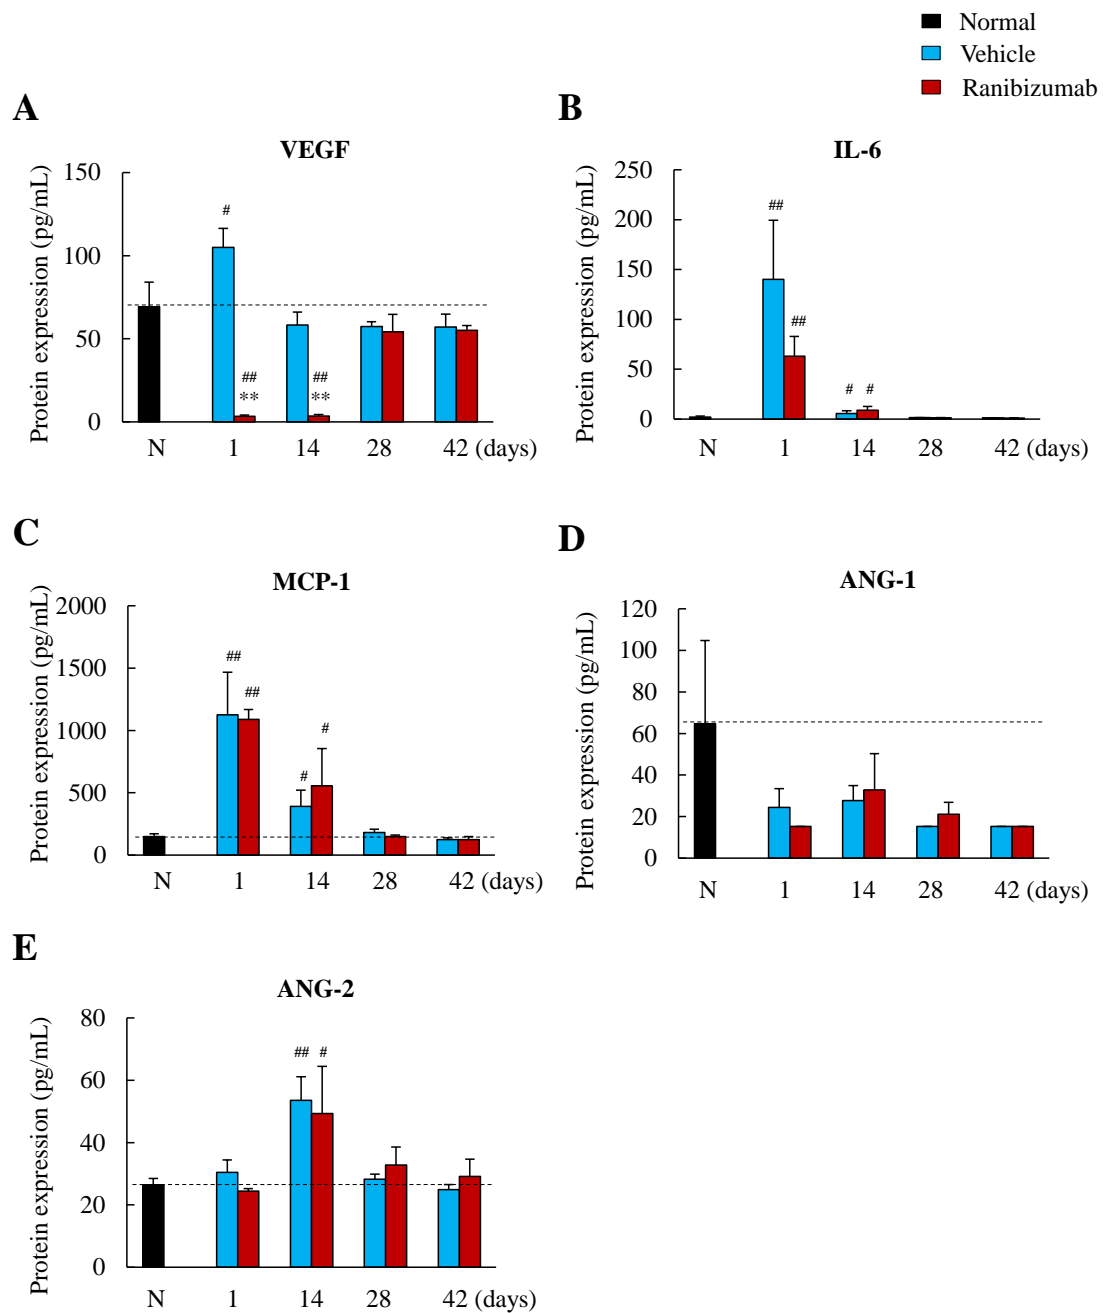 Normal
Vehicle
Ranibizumab
A
VEGF
Protein expression (pg/mL)
150
100
50
0
#
##
**
##
**
N 1 14 28 42 (days)
B
IL-6
Protein expression (pg/mL)
250
200
150
100
50
0
##
##
# #
N 1 14 28 42 (days)
C
MCP-1
Protein expression (pg/mL)
2000
1500
1000
500
0
##
##
#
#
N 1 14 28 42 (days)
D
ANG-1
Protein expression (pg/mL)
120
100
80
60
40
20
0
N 1 14 28 42 (days)
E
ANG-2
Protein expression (pg/mL)
80
60
40
20
0
## #
N 1 14 28 42 (days)